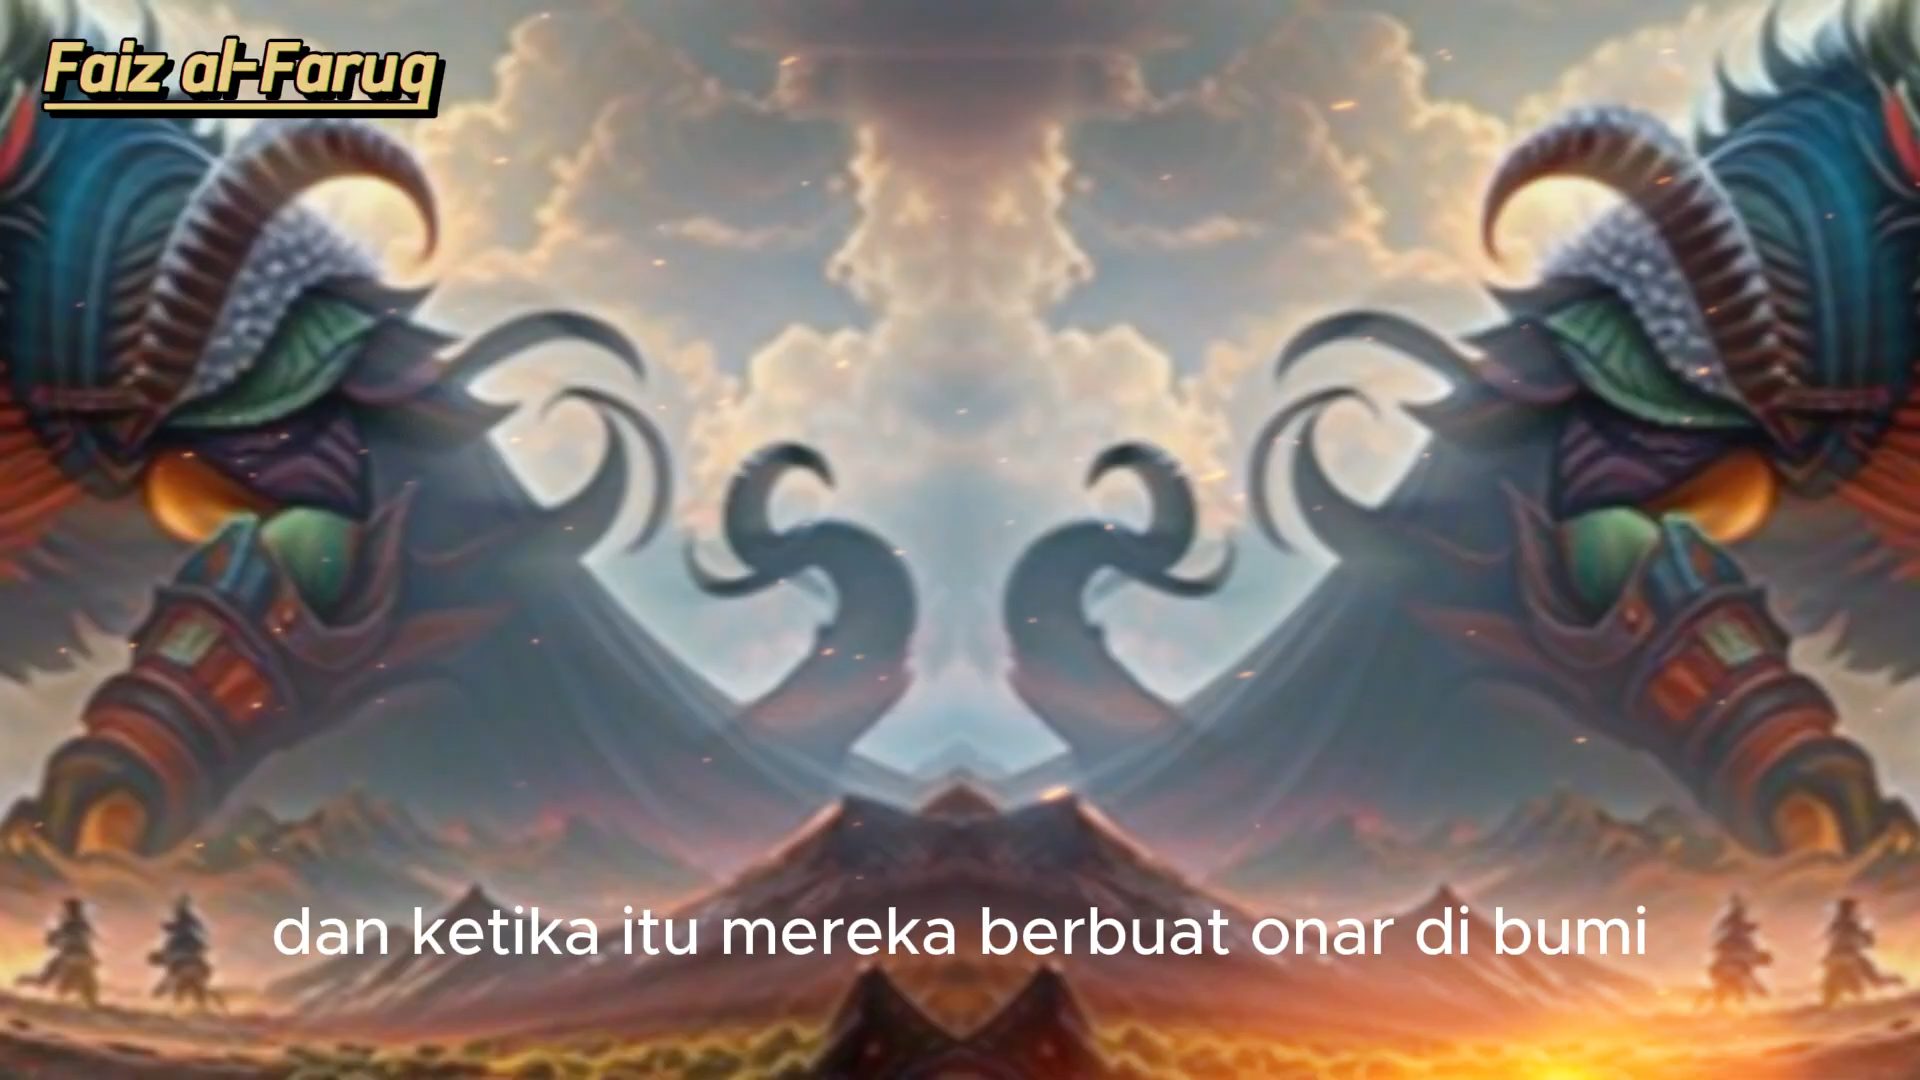 Faiz al-Faruq
dan ketika itu mereka berbuat onar di bumi